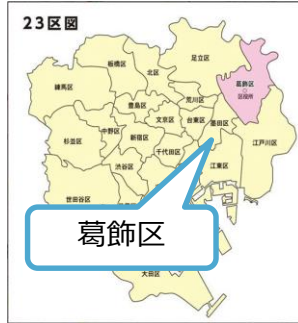 23区図
足立区
板橋区
北区
葛飾区
区役所
練馬区
荒川区
豊島区
文京区
台東区
墨田区
中野区
新宿区
杉並区
千代田区
江戸川区
渋谷区
江東区
世田谷区
葛飾区
大田区